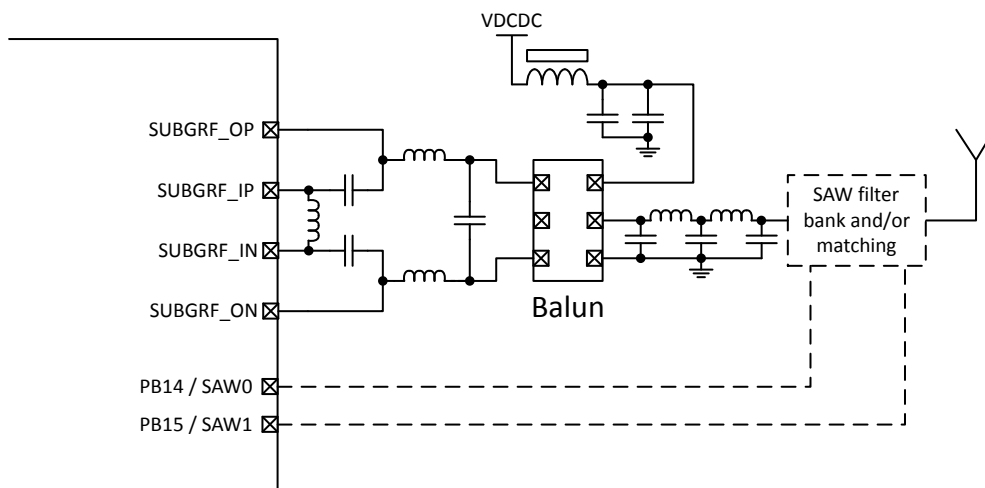 VDCDC
SUBGRF_OP
SUBGRF_IP
SUBGRF_IN
SUBGRF_ON
SAW filter
bank and/or
matching
Balun
PB14 / SAW0
PB15 / SAW1